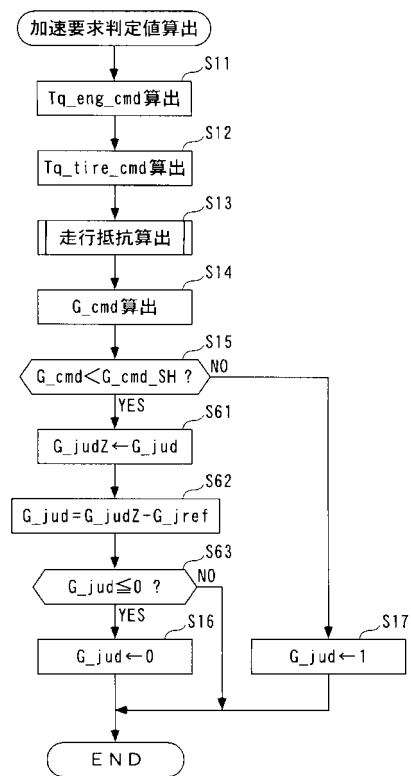 加速要求判定値算出
S11
Tq_eng_cmd算出
S12
Tq_tire_cmd算出
S13
走行抵抗算出
S14
G_cmd算出
S15
G_cmd<G_cmd_SH ?
NO
YES
S61
G_judZ←G_jud
S62
G_jud=G_judZ-G_jref
S63
G_jud≦0 ?
NO
YES
S16
G_jud←0
S17
G_jud←1
END